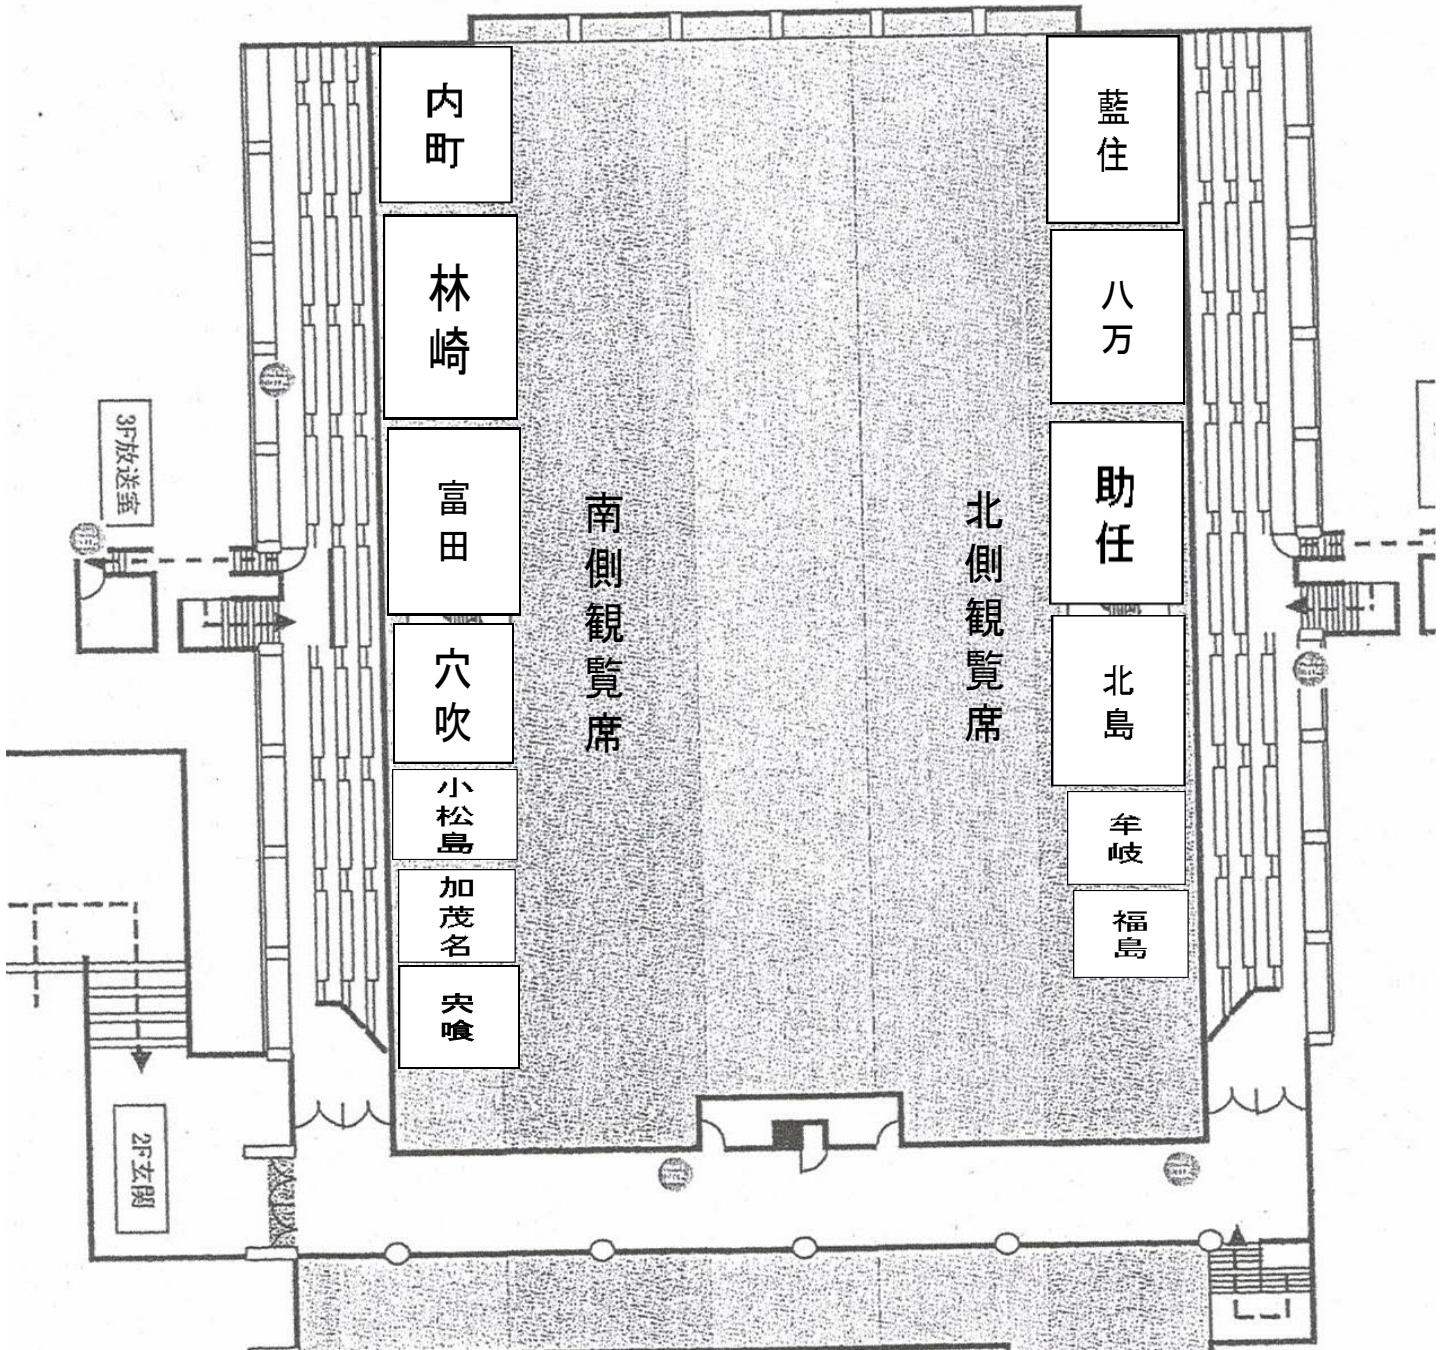 内町
林崎
富田
穴吹
小松島
加茂名
宍喰
南側観覧席
北側観覧席
藍住
八万
助任
北島
牟岐
福島
3F放送室
2F玄関